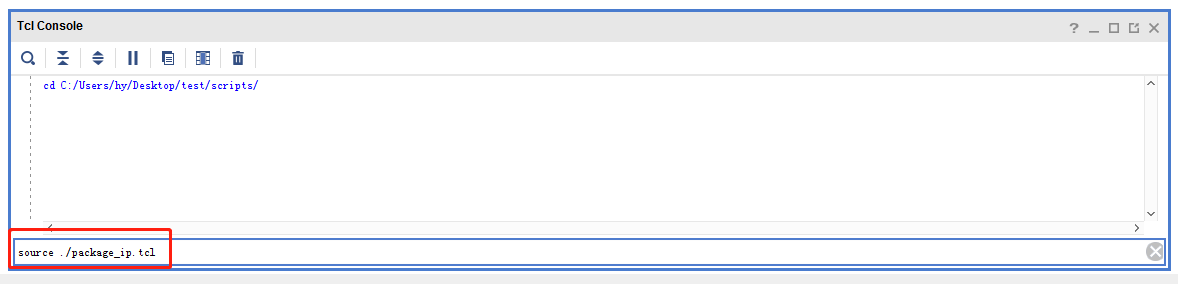 Tcl Console
cd C:/Users/hy/Desktop/test/scripts/
source ./package_ip.tcl